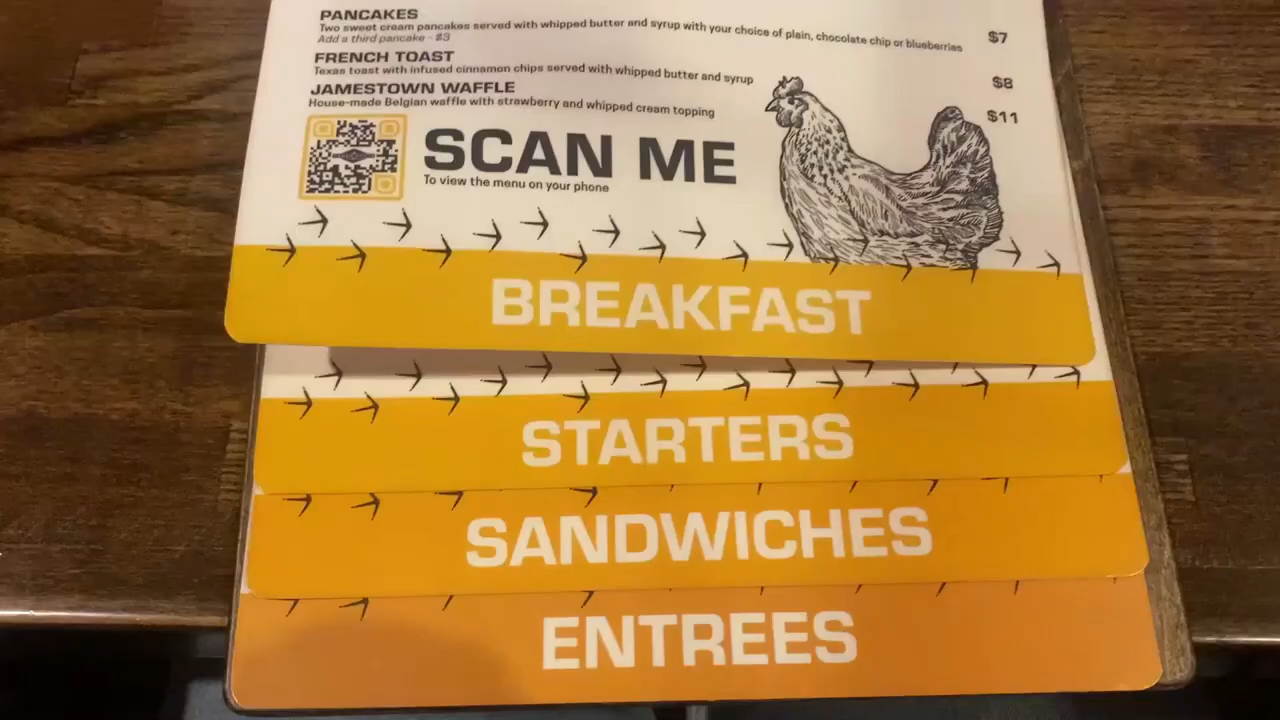 PANCAKES
Two sweet cream pancakes served with whipped butter and syrup with your choice of plain, chocolate chip or blueberries $7
Add a third pancake - $3
FRENCH TOAST
Texas toast with infused cinnamon chips served with whipped butter and syrup $8
JAMESTOWN WAFFLE
House-made Belgian waffle with strawberry and whipped cream topping $11
SCAN ME
To view the menu on your phone
BREAKFAST
STARTERS
SANDWICHES
ENTREES